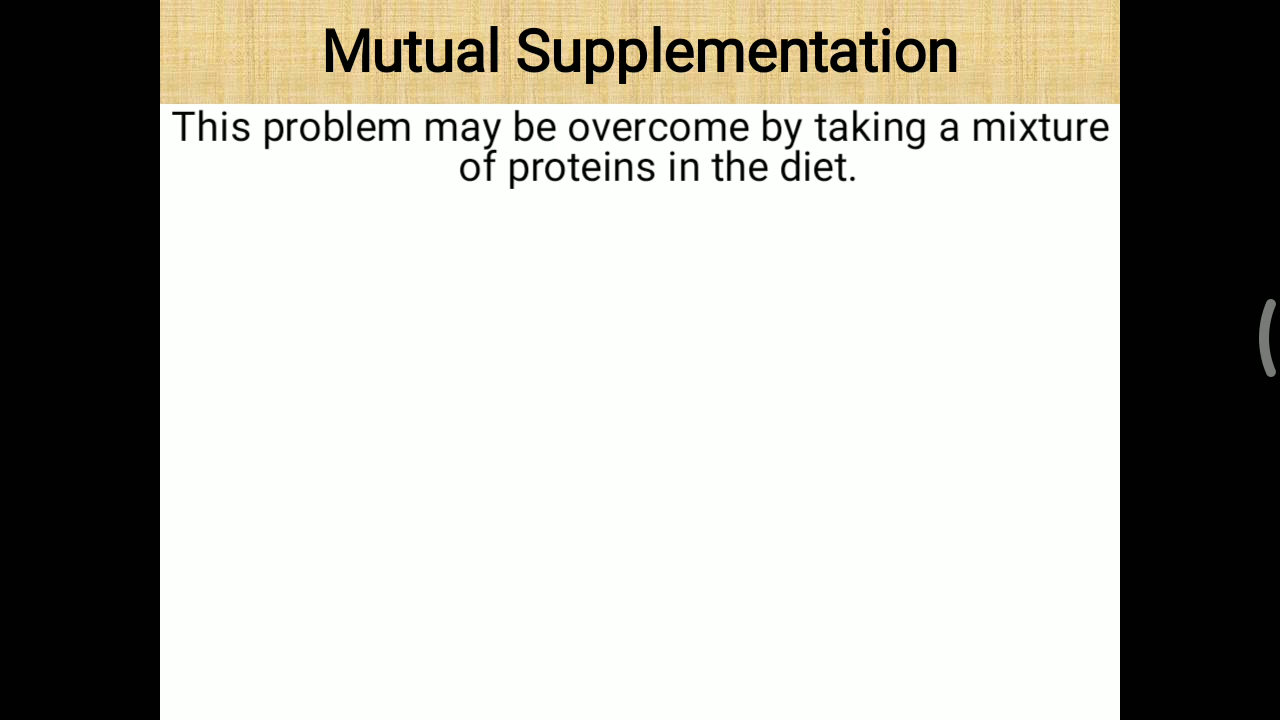 Mutual Supplementation
This problem may be overcome by taking a mixture
of proteins in the diet.